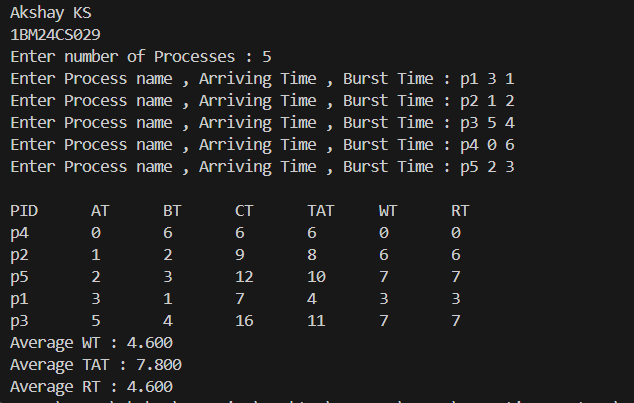 Akshay KS
1BM24CS029
Enter number of Processes : 5
Enter Process name , Arriving Time , Burst Time : p1 3 1
Enter Process name , Arriving Time , Burst Time : p2 1 2
Enter Process name , Arriving Time , Burst Time : p3 5 4
Enter Process name , Arriving Time , Burst Time : p4 0 6
Enter Process name , Arriving Time , Burst Time : p5 2 3
PID AT BT CT TAT WT RT
p4 0 6 6 6 0 0
p2 1 2 9 8 6 6
p5 2 3 12 10 7 7
p1 3 1 7 4 3 3
p3 5 4 16 11 7 7
Average WT : 4.600
Average TAT : 7.800
Average RT : 4.600